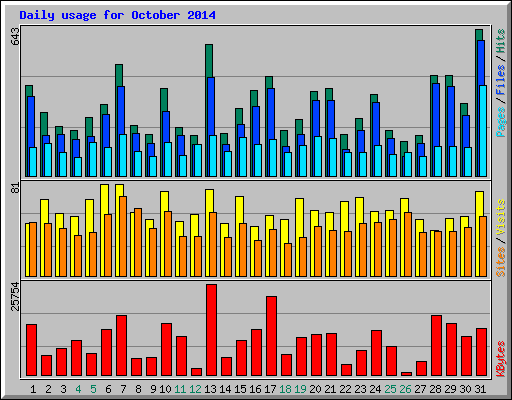 Daily usage for October 2014
643
Pages / Files / Hits
81
Sites / Visits
25754
KBytes
1 2 3 4 5 6 7 8 9 10 11 12 13 14 15 16 17 18 19 20 21 22 23 24 25 26 27 28 29 30 31